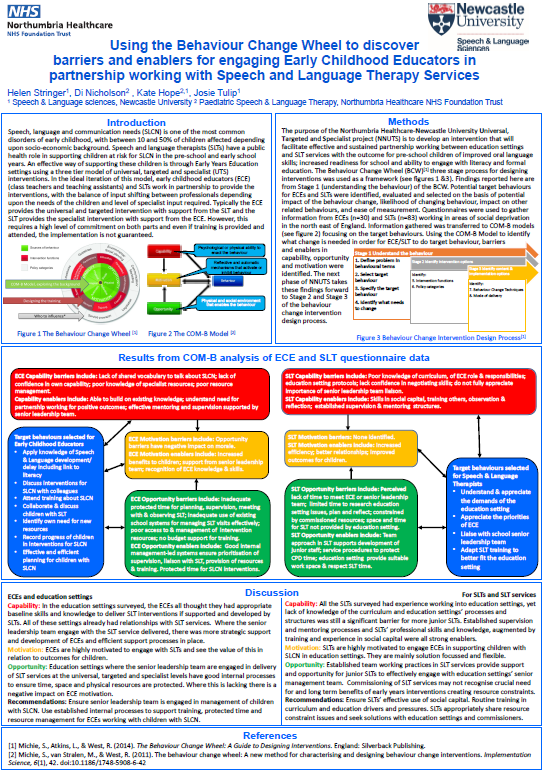 NHS
Northumbria Healthcare
NHS Foundation Trust
Newcastle
University
Speech & Language
Sciences
Using the Behaviour Change Wheel to discover
barriers and enablers for engaging Early Childhood Educators in
partnership working with Speech and Language Therapy Services
Helen Stringer1, Di Nicholson2 , Kate Hope2,1, Josie Tulip1
1 Speech & Language sciences, Newcastle University 2 Paediatric Speech & Language Therapy, Northumbria Healthcare NHS Foundation Trust
Introduction
Speech, language and communication needs (SLCN) is one of the most common
disorders of early childhood, with between 10 and 50% of children affected depending
upon socio-economic background. Speech and language therapists (SLTs) have a public
health role in supporting children at risk for SLCN in the pre-school and early school
years. An effective way of supporting these children is through Early Years Education
settings using a three tier model of universal, targeted and specialist (UTS)
interventions. In the ideal iteration of this model, early childhood educators (ECE)
(class teachers and teaching assistants) and SLTs work in partnership to provide the
interventions, with the balance of input shifting between professionals depending
upon the needs of the children and level of specialist input required. Typically the ECE
provides the universal and targeted intervention with support from the SLT and the
SLT provides the specialist intervention with support from the ECE. However, this
requires a high level of commitment on both parts and even if training is provided and
attended, the implementation is not guaranteed.
Figure 1 The Behaviour Change Wheel [1]
Capability
Motivation
Opportunity
Behaviour
Psychological or physical ability to
enact the behaviour
Reflective and automatic
mechanisms that activate or
Physical and social environment
that enables the behaviour
Figure 2 The COM-B Model [2]
Methods
The purpose of the Northumbria Healthcare-Newcastle University Universal,
Targeted and Specialist project (NNUTS) is to develop an intervention that will
facilitate effective and sustained partnership working between education settings
and SLT services with the outcome for pre-school children of improved oral language
skills; increased readiness for school and ability to engage with literacy and formal
education. The Behaviour Change Wheel (BCW)[1] three stage process for designing
interventions was used as a framework (see figures 1 &3). Findings reported here are
from Stage 1 (understanding the behaviour) of the BCW. Potential target behaviours
for ECEs and SLTs were identified, evaluated and selected on the basis of potential
impact of the behaviour change, likelihood of changing behaviour, impact on other
related behaviours, and ease of measurement. Questionnaires were used to gather
information from ECEs (n=30) and SLTs (n=83) working in areas of social deprivation
in the north east of England. Information gathered was transferred to COM-B models
(see figure 2) focusing on the target behaviours. Using the COM-B Model to identify
what change is needed in order for ECE/SLT to do target behaviour, barriers
and enablers in
capability, opportunity
and motivation were
identified. The next
phase of NNUTS takes
these findings forward
to Stage 2 and Stage 3
of the behaviour
change intervention
design process.
Stage 1 Understand the behaviour
1. Define problem in
behavioural terms
2. Select target
behaviour
3. Specify the target
behaviour
4. Identify what needs
to change
Stage 2 Identify intervention options
Identify:
5. Intervention functions
6. Policy categories
Identify:
7. Behaviour Change Techniques
8. Mode of delivery
Figure 3 Behaviour Change Intervention Design Process[1]
Results from COM-B analysis of ECE and SLT questionnaire data
ECE Capability barriers include: Lack of shared vocabulary to talk about SLCN; lack of
confidence in own capability; poor knowledge of specialist resources; poor resource
management.
Capability enablers include: Able to build on existing knowledge; understand need for
partnership working for positive outcomes; effective mentoring and supervision supported by
senior leadership team.
Target behaviours selected for
Early Childhood Educators
• Apply knowledge of Speech
& Language development/
delay including link to
literacy
• Discuss interventions for
SLCN with colleagues
• Attend training about SLCN
• Collaborate & discuss
children with SLT
• Identify own need for new
resources
• Record progress of children
in interventions for SLCN
• Effective and efficient
planning for children with
SLCN
ECE Motivation barriers include: Opportunity
barriers have negative impact on morale.
ECE Motivation enablers include: Increased
benefits to children; support from senior leadership
team; recognition of ECE knowledge & skills.
ECE Opportunity barriers include: Inadequate
protected time for planning, supervision, meeting
with & observing SLT; inadequate use of existing
school systems for managing SLT visits effectively;
poor access to & management of intervention
resources; no budget support for training.
ECE Opportunity enablers include: Good internal
management-led systems ensure prioritisation of
supervision, liaison with SLT, provision of resources
& training. Protected time for SLCN interventions.
SLT Capability barriers include: Poor knowledge of curriculum, of ECE role & responsibilities;
education setting protocols; lack confidence in negotiating skills; do not fully appreciate
importance of senior leadership team liaison.
SLT Capability enablers include: Skills in social capital, training others, observation &
reflection; established supervision & mentoring structures.
SLT Motivation barriers: None identified.
SLT Motivation enablers include: Increased
efficiency; better relationships; improved
outcomes for children.
SLT Opportunity barriers include: Perceived
lack of time to meet ECE or senior leadership
team; limited time to research education
setting issues, plan and reflect; constrained
by commissioned resources; space and time
for SLT not provided by education setting.
SLT Opportunity enablers include: Team
approach in SLT supports development of
junior staff; service procedures to protect
CPD time; education setting provide suitable
work space & respect SLT time.
Target behaviours selected
for Speech & Language
Therapists
• Understand & appreciate
the demands of the
education setting
• Appreciate the priorities
of ECE
• Liaise with school senior
leadership team
• Adapt SLT training to
better fit the education
setting
Discussion
ECEs and education settings
Capability: In the education settings surveyed, the ECEs all thought they had appropriate
baseline skills and knowledge to deliver SLT interventions if supported and developed by
SLTs. All of these settings already had relationships with SLT services. Where the senior
leadership team engage with the SLT service delivered, there was more strategic support
and development of ECEs and efficient support processes in place.
Motivation: ECEs are highly motivated to engage with SLTs and see the value of this in
relation to outcomes for children.
Opportunity: Education settings where the senior leadership team are engaged in delivery
of SLT services at the universal, targeted and specialist levels have good internal processes
to ensure time, space and physical resources are protected. Where this is lacking there is a
negative impact on ECE motivation.
Recommendations: Ensure senior leadership team is engaged in management of children
with SLCN. Use established internal processes to support training, protected time and
resource management for ECEs working with children with SLCN.
For SLTs and SLT services
Capability: All the SLTs surveyed had experience working into education settings, yet
lack of knowledge of the curriculum and education settings' processes and
structures was still a significant barrier for more junior SLTs. Established supervision
and mentoring processes and SLTs' professional skills and knowledge, augmented by
training and experience in social capital were all strong enablers.
Motivation: SLTs are highly motivated to engage ECEs in supporting children with
SLCN in education settings. They are mainly solution focussed and flexible.
Opportunity: Established team working practices in SLT services provide support
and opportunity for junior SLTs to effectively engage with education settings' senior
management team. Commissioning of SLT services may not recognise crucial need
for and long term benefits of early years interventions creating resource constraints.
Recommendations: Ensure SLTs' effective use of social capital. Routine training in
curriculum and education drivers and pressures. SLTs appropriately share resource
constraint issues and seek solutions with education settings and commissioners.
References
[1] Michie, S., Atkins, L., & West, R. (2014). The Behaviour Change Wheel: A Guide to Designing Interventions. England: Silverback Publishing.
[2] Michie, S., van Stralen, M., & West, R. (2011). The behaviour change wheel: A new method for characterising and designing behaviour change interventions. Implementation
Science, 6(1), 42. doi:10.1186/1748-5908-6-42